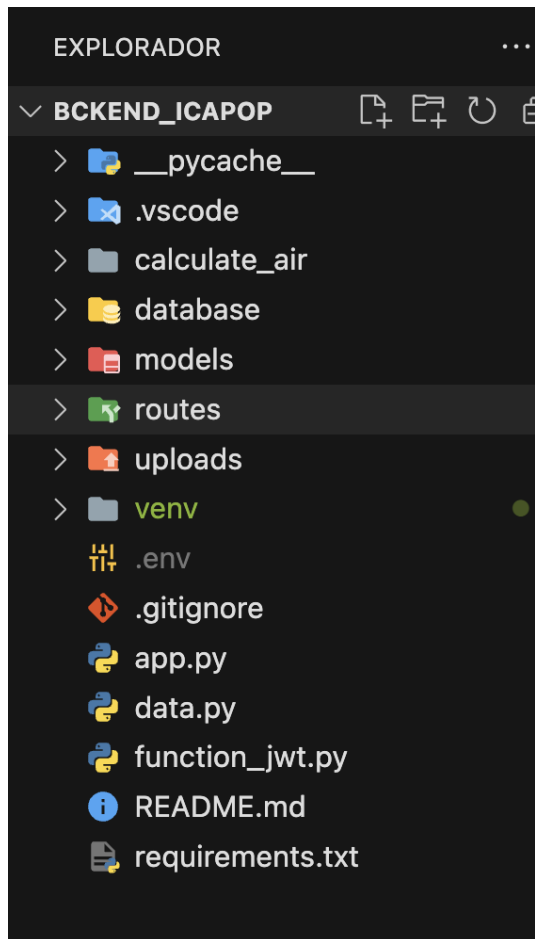 EXPLORADOR
BCKEND_ICAPOP
__pycache__
.vscode
calculate_air
database
models
routes
uploads
venv
.env
.gitignore
app.py
data.py
function_jwt.py
README.md
requirements.txt